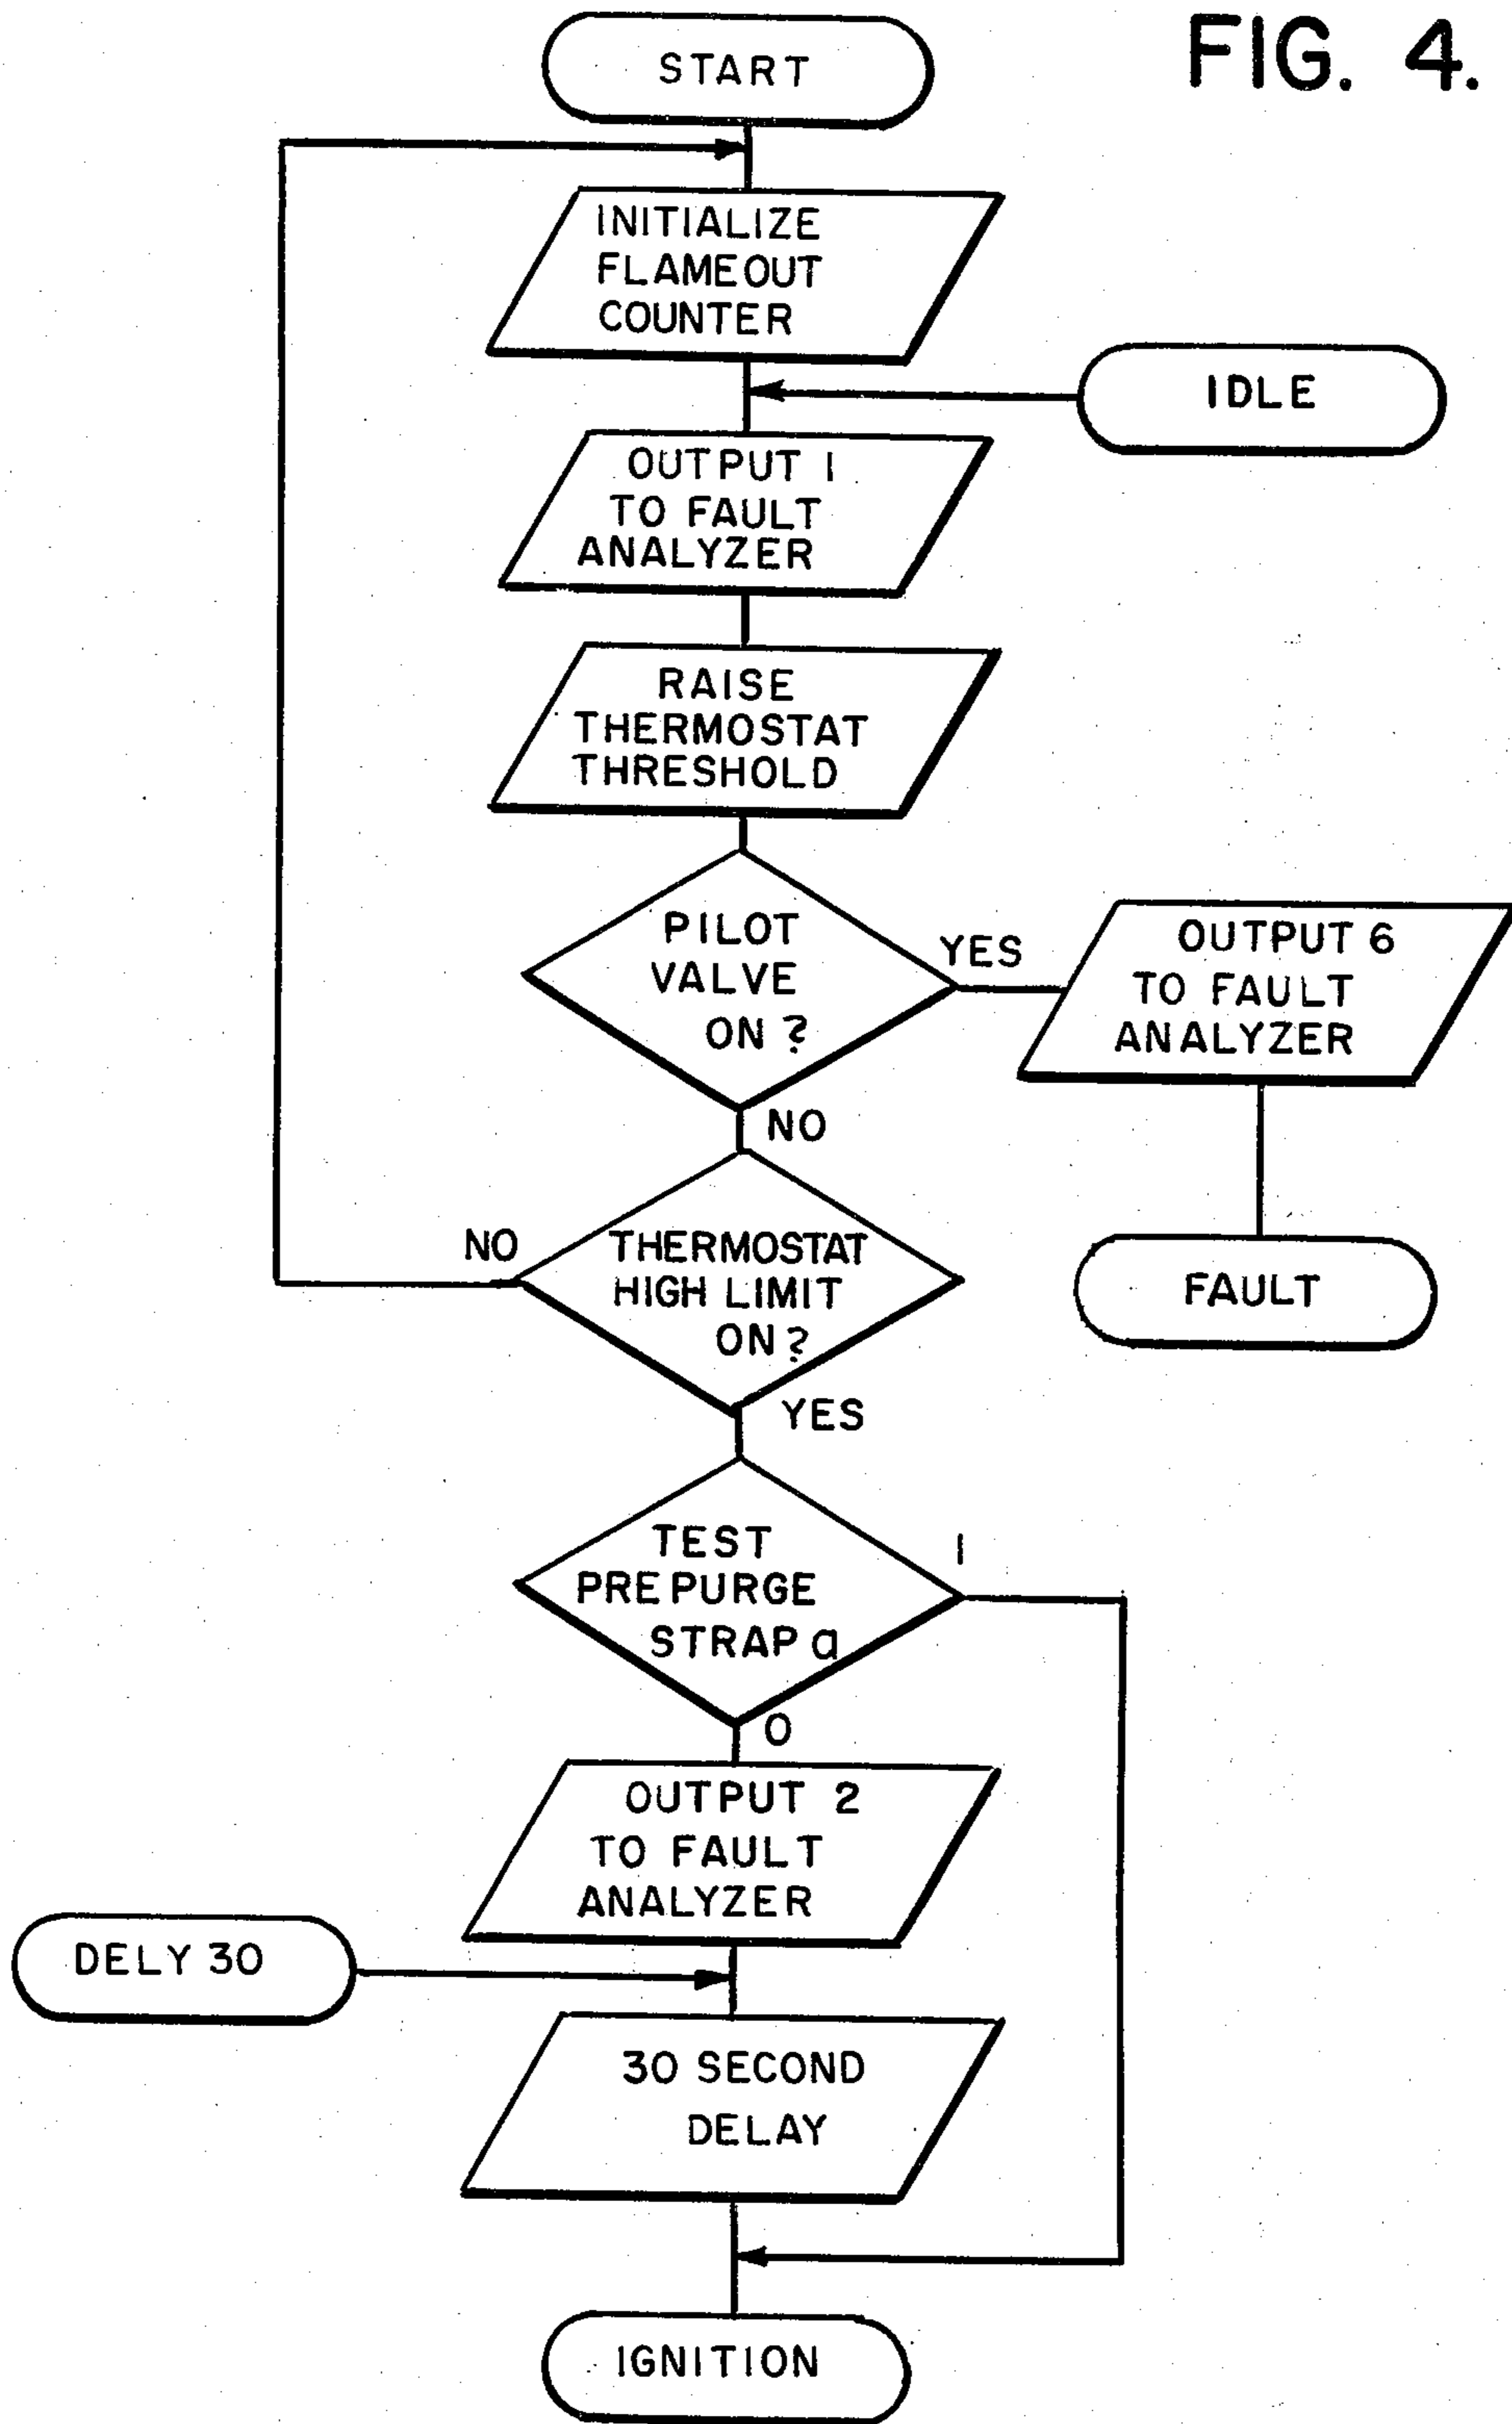 FIG. 4.
START
INITIALIZE
FLAMEOUT
COUNTER
IDLE
OUTPUT 1
TO FAULT
ANALYZER
RAISE
THERMOSTAT
THRESHOLD
PILOT
VALVE
ON?
YES
OUTPUT 6
TO FAULT
ANALYZER
NO
FAULT
NO
THERMOSTAT
HIGH LIMIT
ON?
YES
TEST
PREPURGE
STRAP a
1
0
OUTPUT 2
TO FAULT
ANALYZER
DELY 30
30 SECOND
DELAY
IGNITION